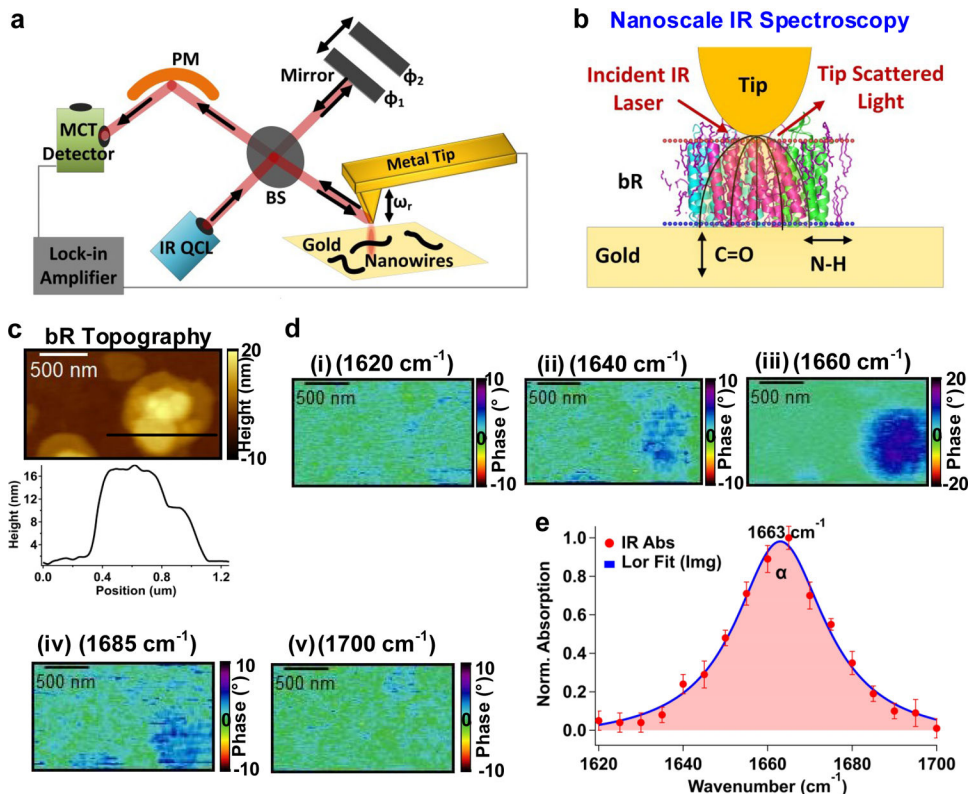 a
PM
Mirror
ϕ2
ϕ1
MCT
Detector
BS
Metal Tip
ωr
IR QCL
Gold
Nanowires
Lock-in
Amplifier
b
Nanoscale IR Spectroscopy
Incident IR
Laser
Tip
Tip Scattered
Light
bR
Gold
C=O
N-H
c
bR Topography
500 nm
20
Height (nm)
-10
Height (nm)
16
12
8
4
0.0
0.4
0.8
1.2
Position (um)
d
(i) (1620 cm-1)
500 nm
10
0
-10
Phase (°)
(ii) (1640 cm-1)
500 nm
10
0
-10
Phase (°)
(iii) (1660 cm-1)
500 nm
20
0
-20
Phase (°)
(iv) (1685 cm-1)
500 nm
10
0
-10
Phase (°)
(v) (1700 cm-1)
500 nm
10
0
-10
Phase (°)
e
1663 cm-1
IR Abs
Lor Fit (Img)
α
Norm. Absorption
1.0
0.8
0.6
0.4
0.2
0.0
1620
1640
1660
1680
1700
Wavenumber (cm-1)